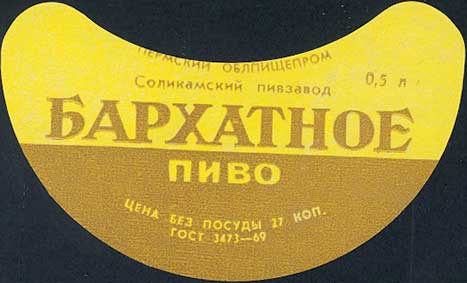 ПЕРМСКИЙ ОБЛПИЩЕПРОМ
Соликамский пивзавод 0,5 л
БАРХАТНОЕ
ПИВО
ЦЕНА БЕЗ ПОСУДЫ 27 КОП.
ГОСТ 3473—69